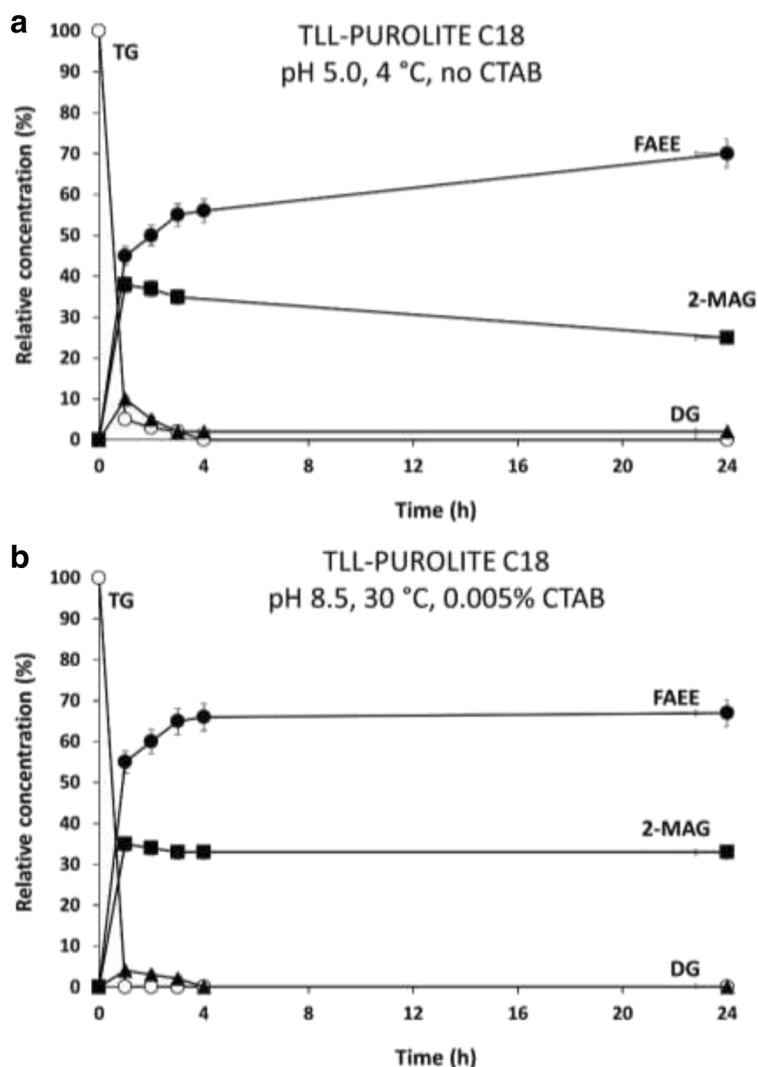 a
TLL-PUROLITE C18
pH 5.0, 4 °C, no CTAB
Relative concentration (%)
100
90
80
70
60
50
40
30
20
10
0
TG
FAEE
2-MAG
DG
0 4 8 12 16 20 24
Time (h)
b
TLL-PUROLITE C18
pH 8.5, 30 °C, 0.005% CTAB
Relative concentration (%)
100
90
80
70
60
50
40
30
20
10
0
TG
FAEE
2-MAG
DG
0 4 8 12 16 20 24
Time (h)